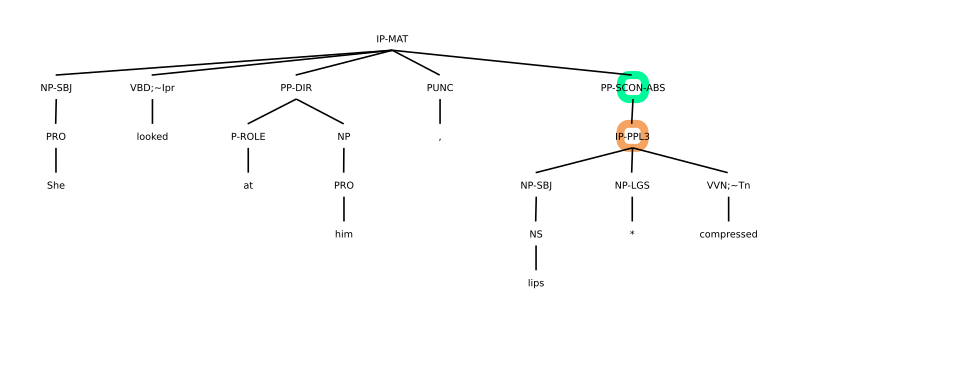 IP-MAT
NP-SBJ VBD;~Ipr PP-DIR PUNC PP-SCON-ABS
PRO looked P-ROLE NP , IP-PPL3
She at PRO NP-SBJ NP-LGS VVN;~Tn
him NS * compressed
lips